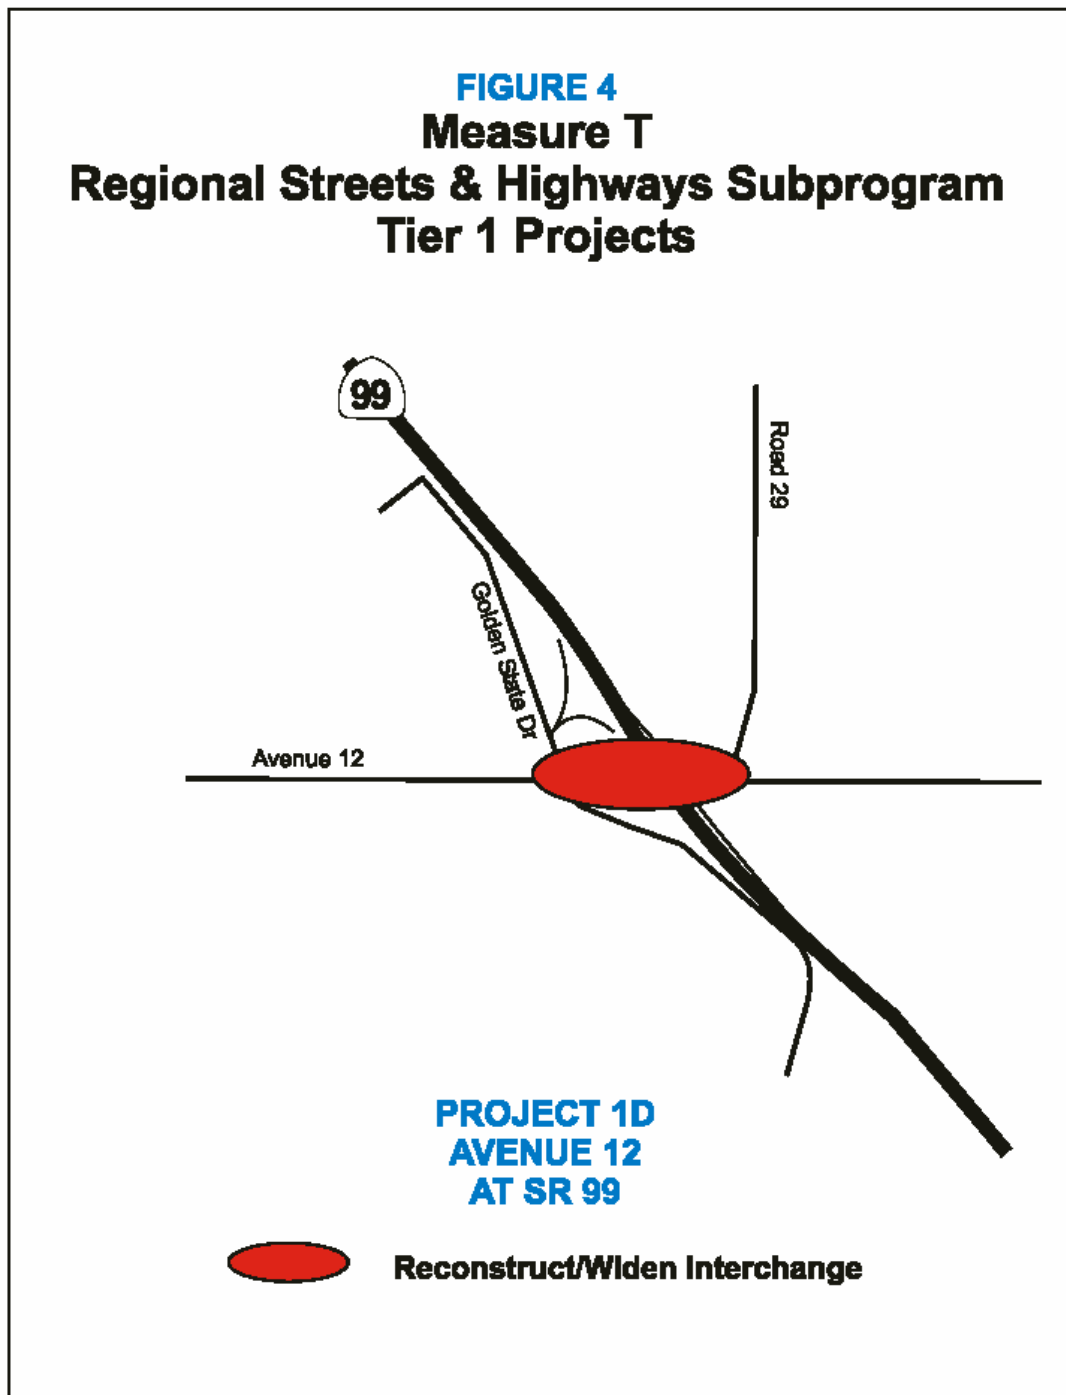 FIGURE 4
Measure T
Regional Streets & Highways Subprogram
Tier 1 Projects
99
Road 29
Golden State Dr
Avenue 12
PROJECT 1D
AVENUE 12
AT SR 99
Reconstruct/Widen Interchange